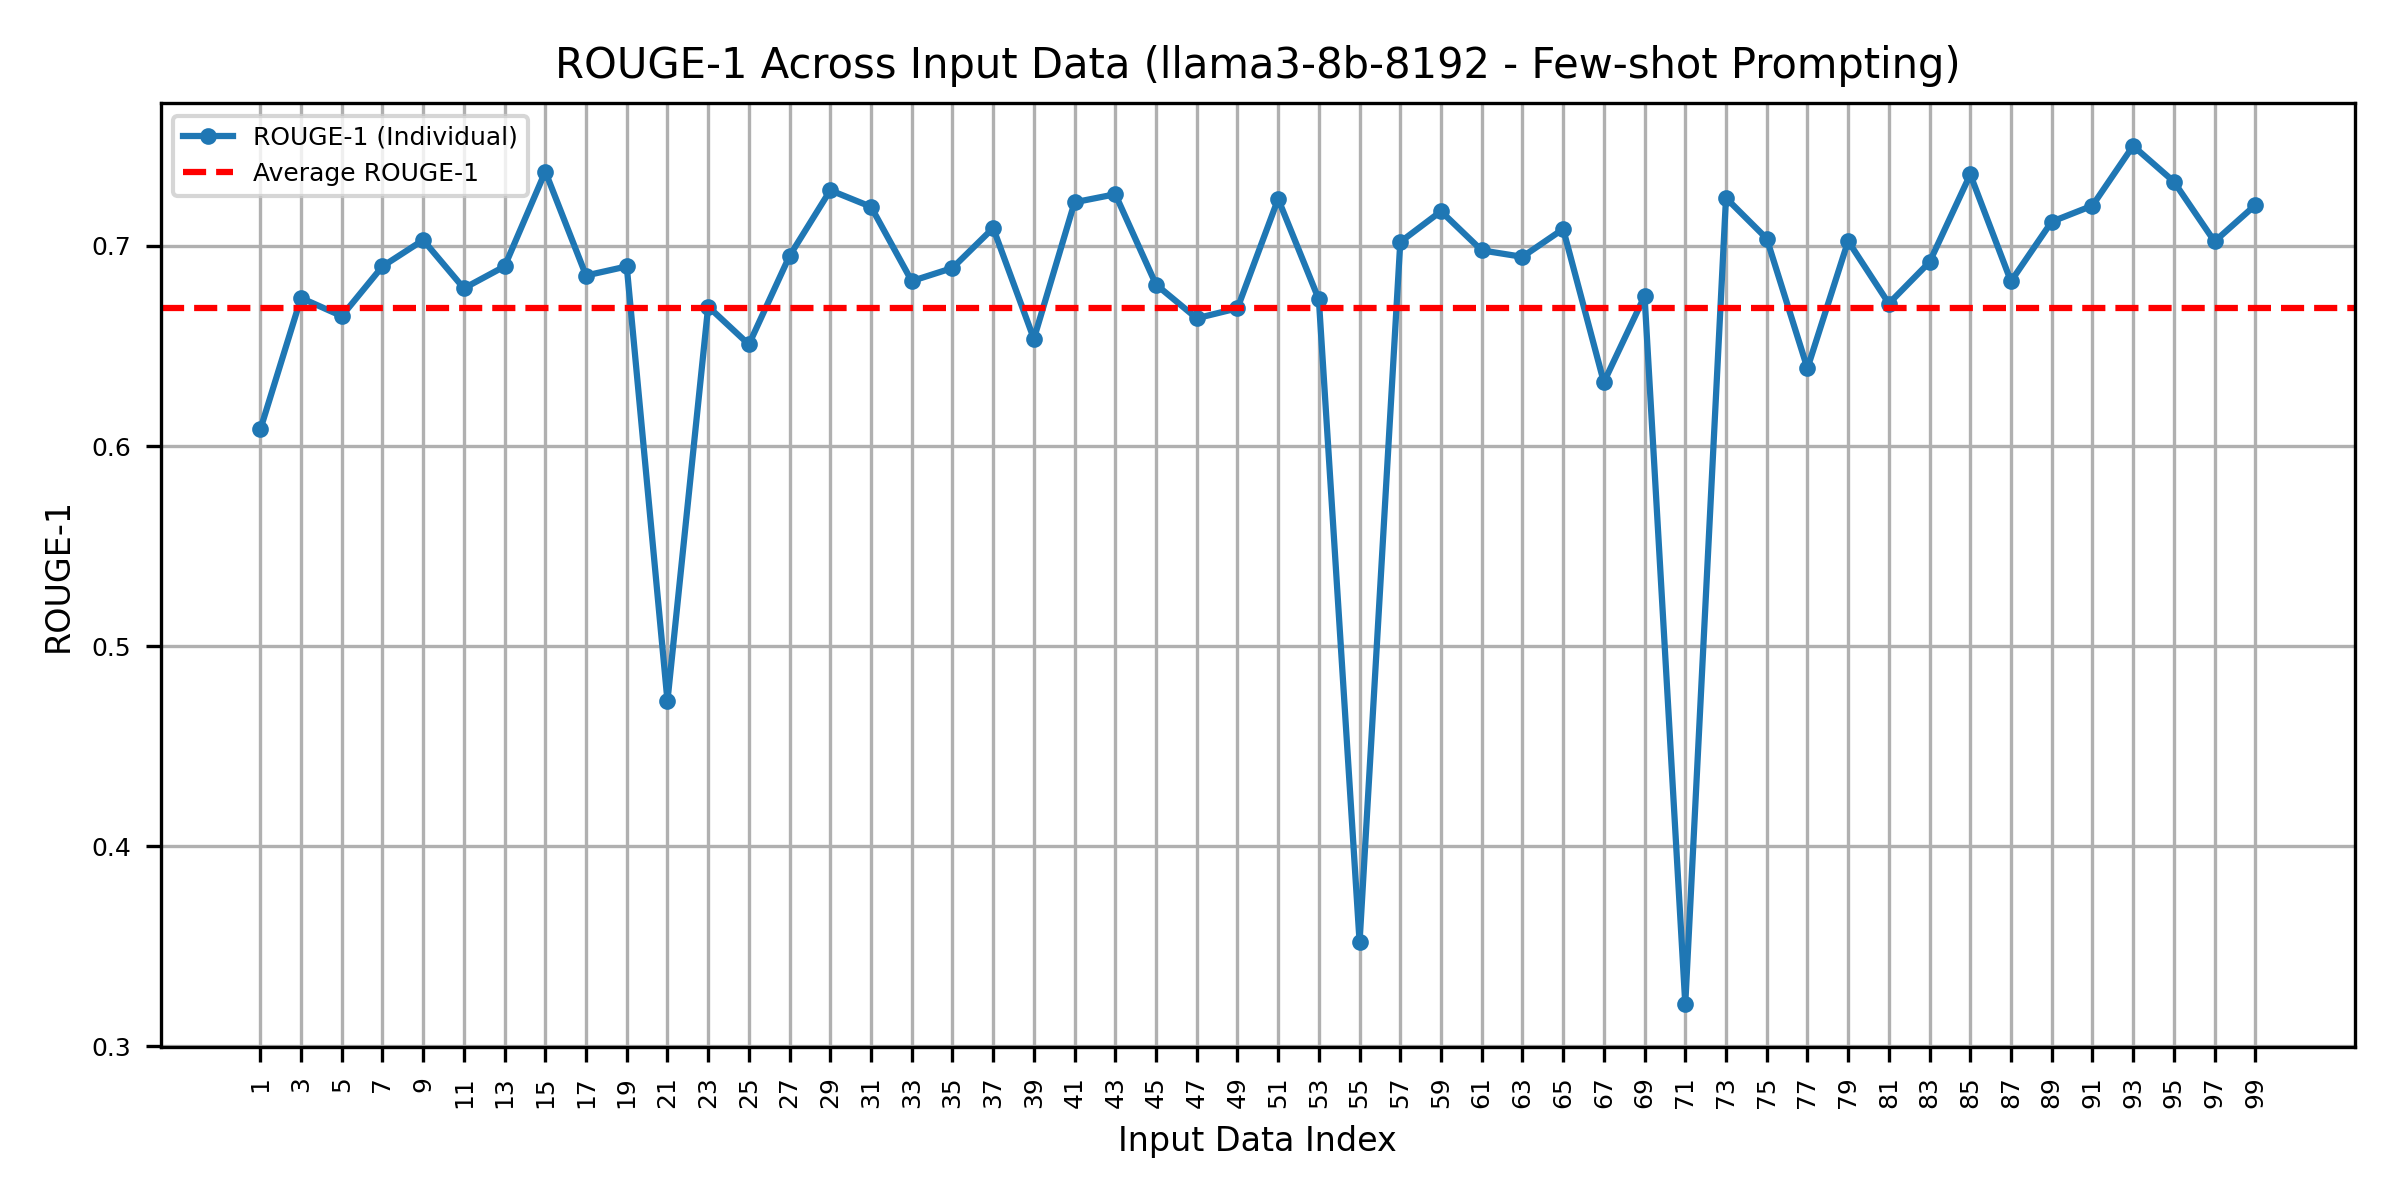 ROUGE-1 Across Input Data (llama3-8b-8192 - Few-shot Prompting)
ROUGE-1 (Individual)
Average ROUGE-1
ROUGE-1
0.7
0.6
0.5
0.4
0.3
1 3 5 7 9 11 13 15 17 19 21 23 25 27 29 31 33 35 37 39 41 43 45 47 49 51 53 55 57 59 61 63 65 67 69 71 73 75 77 79 81 83 85 87 89 91 93 95 97 99
Input Data Index